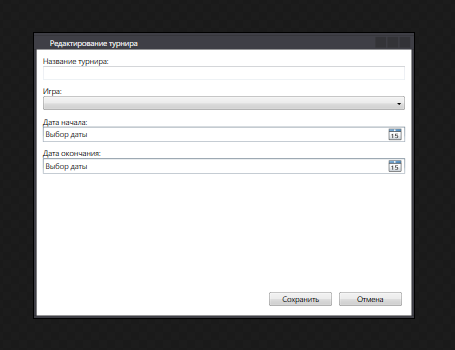 Редактирование турнира
Название турнира:
Игра:
Дата начала:
Выбор даты
15
Дата окончания:
Выбор даты
15
Сохранить
Отмена